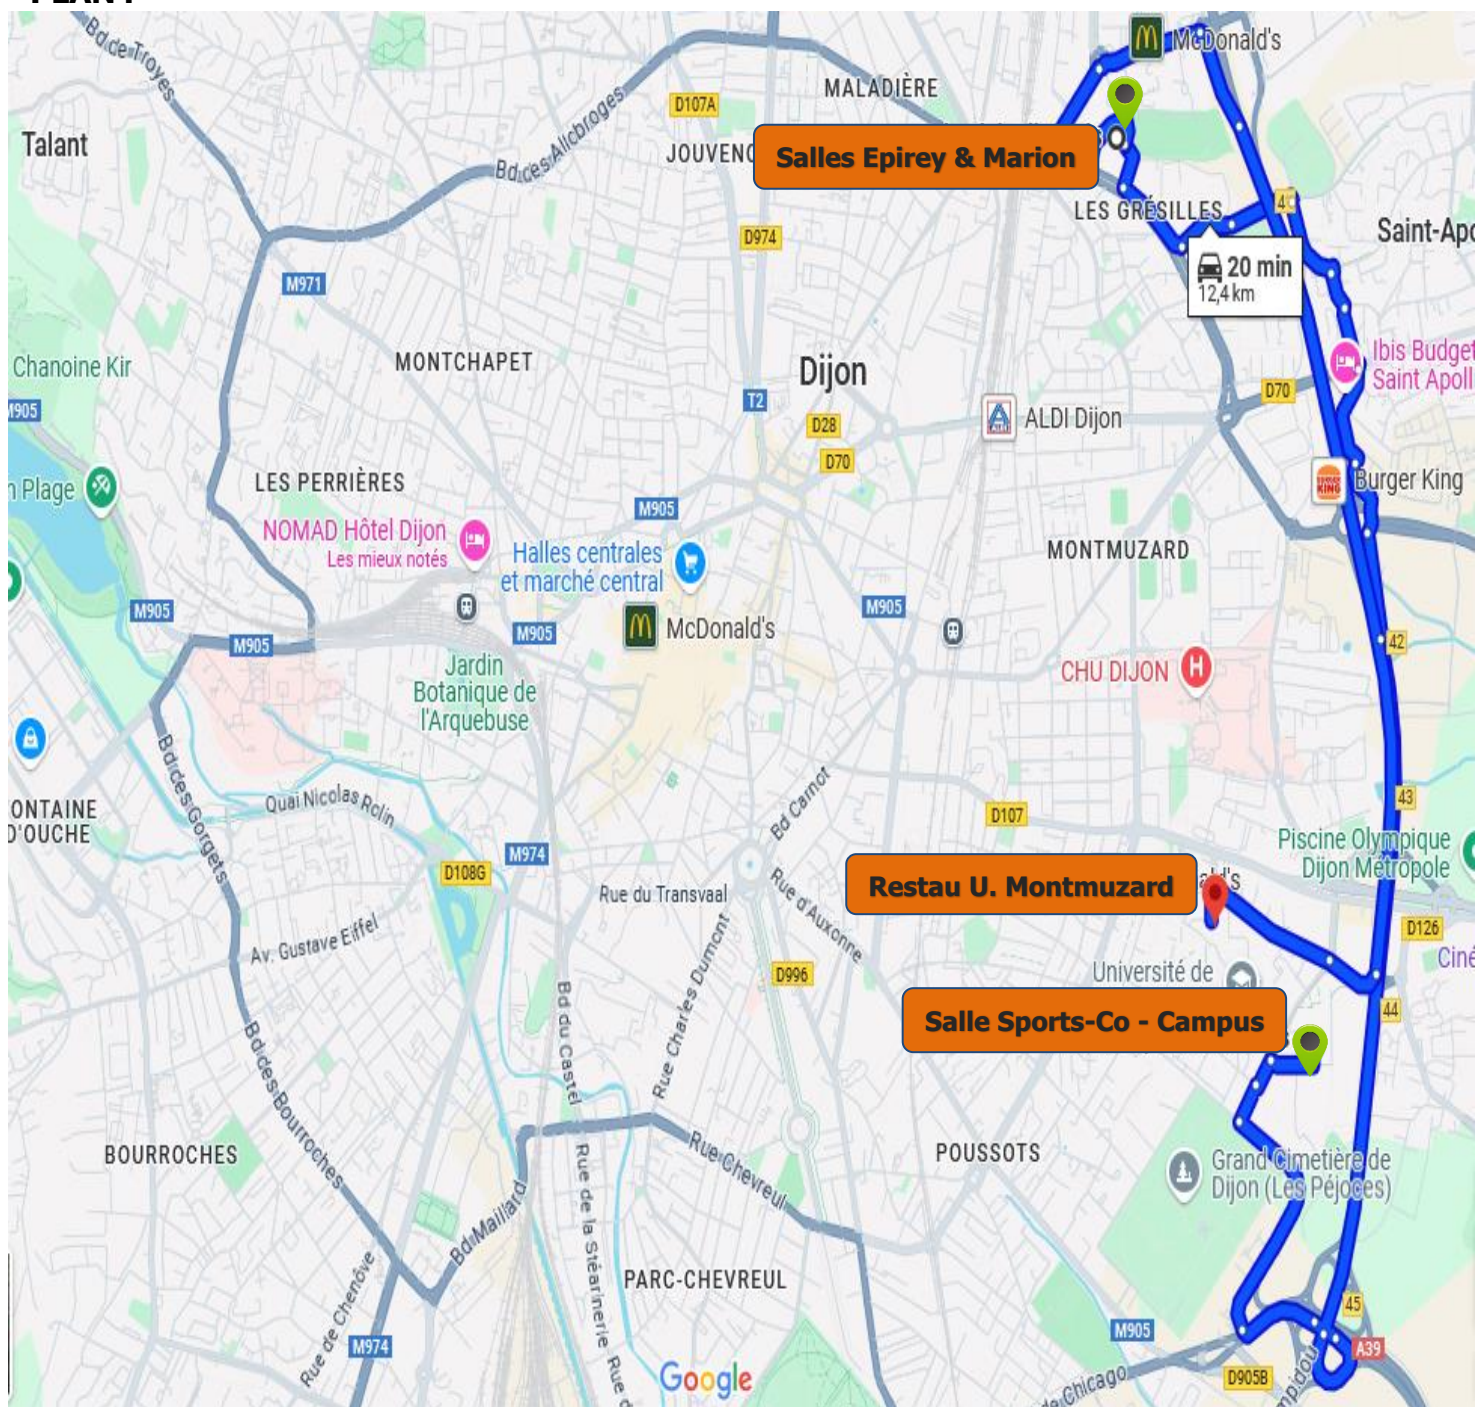 Bd de Troyes
McDonald's
MALADIÈRE
D107A
Talant
Bd des Allobroges
Salles Epirey & Marion
LES GRÉSILLES
Saint-Apo
D974
20 min
12,4 km
M971
MONTCHAPET
Dijon
Chanoine Kir
Ibis Budget
Saint Apoll
M905
T2
D70
ALDI Dijon
D28
D70
LES PERRIÈRES
Plage
Burger King
BURGER KING
M905
NOMAD Hôtel Dijon
Les mieux notés
Halles centrales
et marché central
MONTMUZARD
M905
M905
M905
McDonald's
M905
42
CHU DIJON
H
Jardin
Botanique de
l'Arquebuse
Bd des Gorgets
Quai Nicolas Rolin
Bd Carnot
43
D107
D'OUCHE
Piscine Olympique
Dijon Métropole
M974
D108G
Rue du Transvaal
Rue d'Auxonne
Restau U. Montmuzard
ald's
D126
Av. Gustave Eiffel
Rue Charles Dumont
D996
Université de
44
Bd du Castel
Salle Sports-Co - Campus
Bd des Bourroches
BOURROCHES
Rue Chevreul
POUSSOTS
Grand Cimetière de
Dijon (Les Péjoces)
Bd Maillard
Rue de la Stéarinerie
Rue de Chenôve
PARC-CHEVREUL
45
M905
A39
M974
Google
de Chicago
D905B